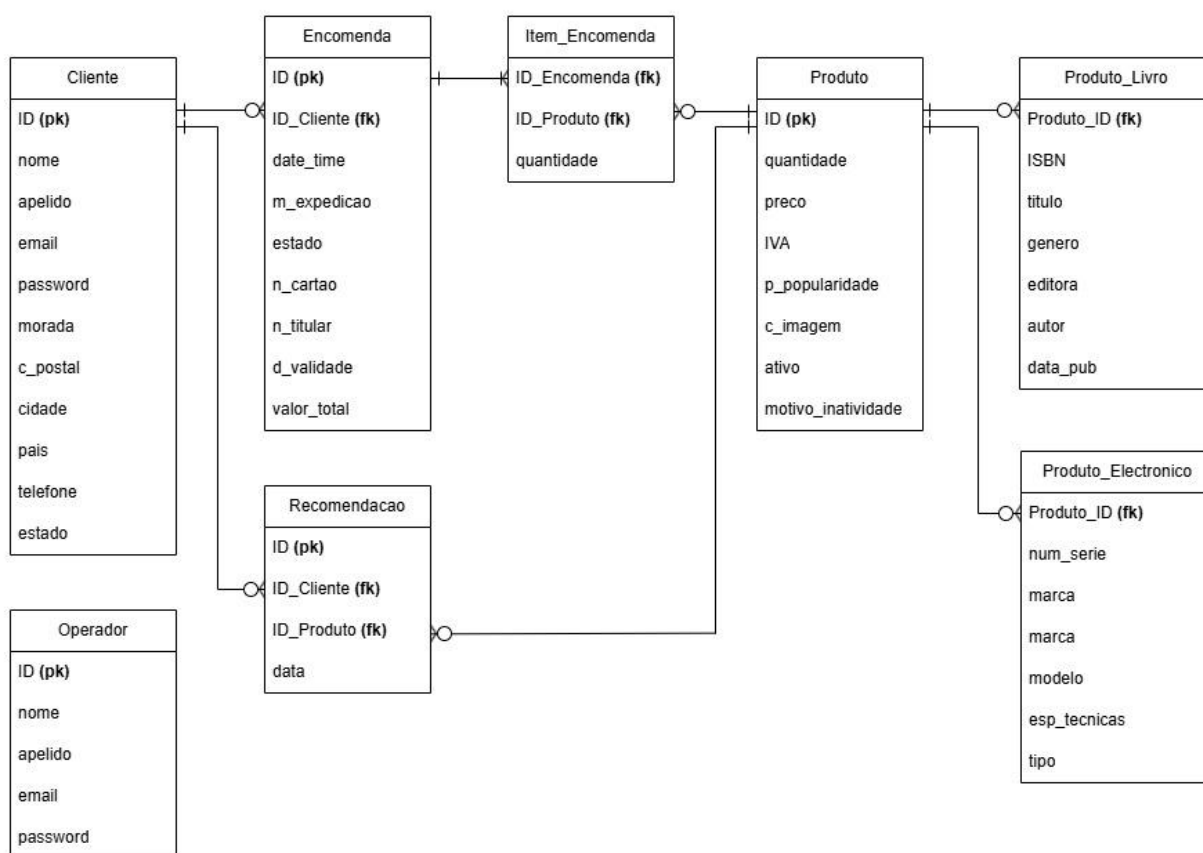 Cliente
ID (pk)
nome
apelido
email
password
morada
c_postal
cidade
pais
telefone
estado
Encomenda
ID (pk)
ID_Cliente (fk)
date_time
m_expedicao
estado
n_cartao
n_titular
d_validade
valor_total
Item_Encomenda
ID_Encomenda (fk)
ID_Produto (fk)
quantidade
Produto
ID (pk)
quantidade
preco
IVA
p_popularidade
c_imagem
ativo
motivo_inatividade
Produto_Livro
Produto_ID (fk)
ISBN
titulo
genero
editora
autor
data_pub
Recomendacao
ID (pk)
ID_Cliente (fk)
ID_Produto (fk)
data
Produto_Electronico
Produto_ID (fk)
num_serie
marca
marca
modelo
esp_tecnicas
tipo
Operador
ID (pk)
nome
apelido
email
password